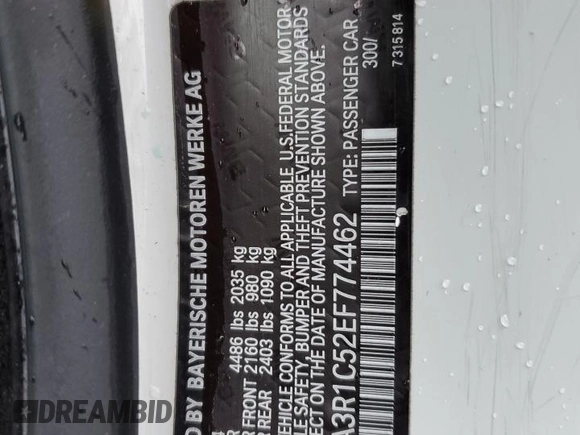 D BY BAYERISCHE MOTOREN WERKE AG
4486 lbs 2035 kg
FRONT 2160 lbs 980 kg
REAR 2403 lbs 1090 kg
VEHICLE CONFORMS TO ALL APPLICABLE U.S. FEDERAL MOTOR
SAFETY, BUMPER AND THEFT PREVENTION STANDARDS
ECT ON THE DATE OF MANUFACTURE SHOWN ABOVE.
A3R1C52EF774462 TYPE: PASSENGER CAR
300/
7 315 814
DREAMBID